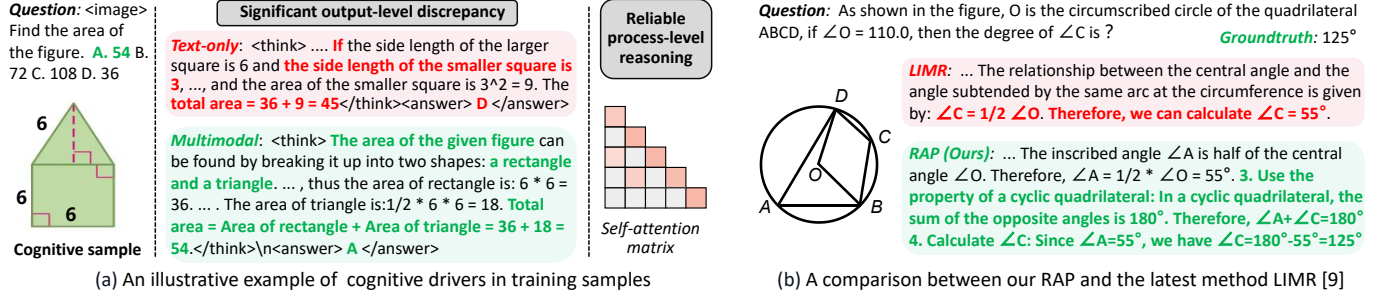 Question: <image>
Find the area of
the figure. A. 54 B.
72 C. 108 D. 36
6
6
6
Cognitive sample
Significant output-level discrepancy
Text-only: <think> .... If the side length of the larger
square is 6 and the side length of the smaller square is
3, ..., and the area of the smaller square is 3^2 = 9. The
total area = 36 + 9 = 45</think><answer> D </answer>
Multimodal: <think> The area of the given figure can
be found by breaking it up into two shapes: a rectangle
and a triangle. ... , thus the area of rectangle is: 6 * 6 =
36. ... . The area of triangle is:1/2 * 6 * 6 = 18. Total
area = Area of rectangle + Area of triangle = 36 + 18 =
54.</think>\n<answer> A </answer>
Reliable
process-level
reasoning
Self-attention
matrix
(a) An illustrative example of cognitive drivers in training samples
Question: As shown in the figure, O is the circumscribed circle of the quadrilateral
ABCD, if ∠O = 110.0, then the degree of ∠C is ?
Groundtruth: 125°
D
C
O
A
B
LIMR: ... The relationship between the central angle and the
angle subtended by the same arc at the circumference is given
by: ∠C = 1/2 ∠O. Therefore, we can calculate ∠C = 55°.
RAP (Ours): ... The inscribed angle ∠A is half of the central
angle ∠O. Therefore, ∠A = 1/2 * ∠O = 55°. 3. Use the
property of a cyclic quadrilateral: In a cyclic quadrilateral, the
sum of the opposite angles is 180°. Therefore, ∠A+∠C=180°
4. Calculate ∠C: Since ∠A=55°, we have ∠C=180°-55°=125°
(b) A comparison between our RAP and the latest method LIMR [9]